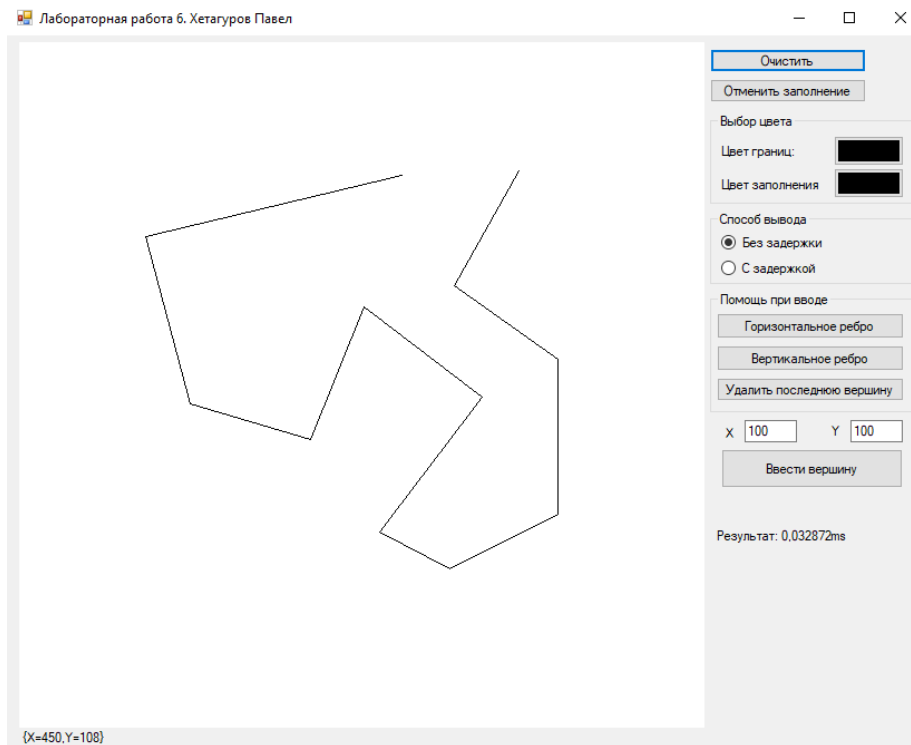 Лабораторная работа 6. Хетагуров Павел
Очистить
Отменить заполнение
Выбор цвета
Цвет границ:
Цвет заполнения
Способ вывода
Без задержки
С задержкой
Помощь при вводе
Горизонтальное ребро
Вертикальное ребро
Удалить последнюю вершину
X 100 Y 100
Ввести вершину
Результат: 0,032872ms
{X=450,Y=108}